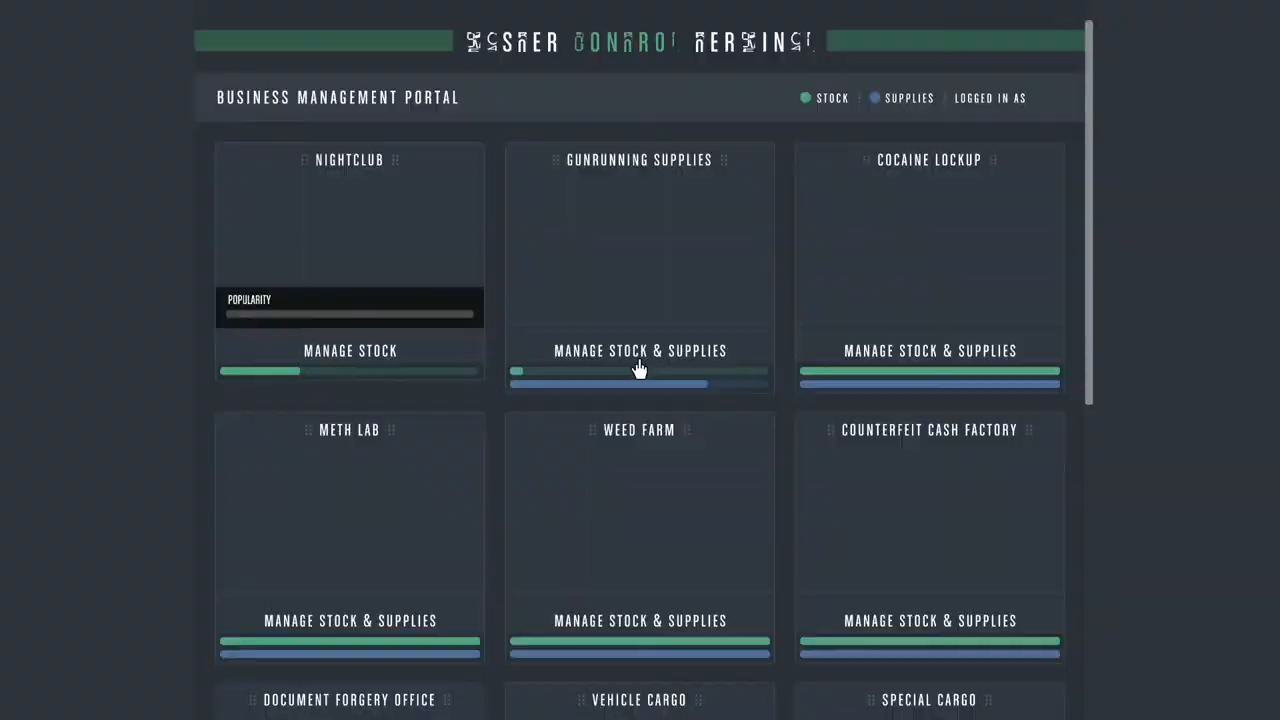 BUSINESS MANAGEMENT PORTAL
STOCK
SUPPLIES
LOGGED IN AS
NIGHTCLUB
GUNRUNNING SUPPLIES
COCAINE LOCKUP
POPULARITY
MANAGE STOCK
MANAGE STOCK & SUPPLIES
MANAGE STOCK & SUPPLIES
METH LAB
WEED FARM
COUNTERFEIT CASH FACTORY
MANAGE STOCK & SUPPLIES
MANAGE STOCK & SUPPLIES
MANAGE STOCK & SUPPLIES
DOCUMENT FORGERY OFFICE
VEHICLE CARGO
SPECIAL CARGO